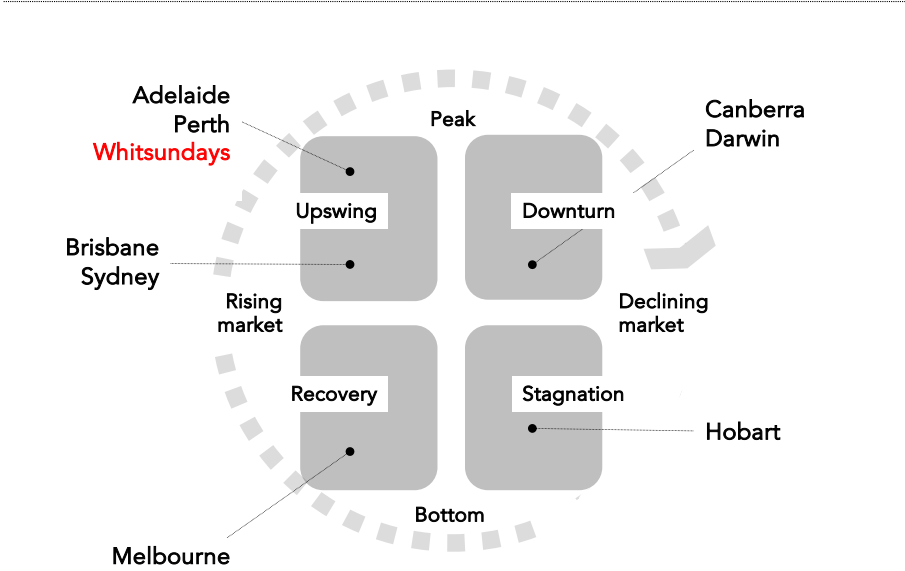 Adelaide
Perth
Whitsundays
Peak
Canberra
Darwin
Upswing
Downturn
Brisbane
Sydney
Rising
market
Declining
market
Recovery
Stagnation
Hobart
Bottom
Melbourne